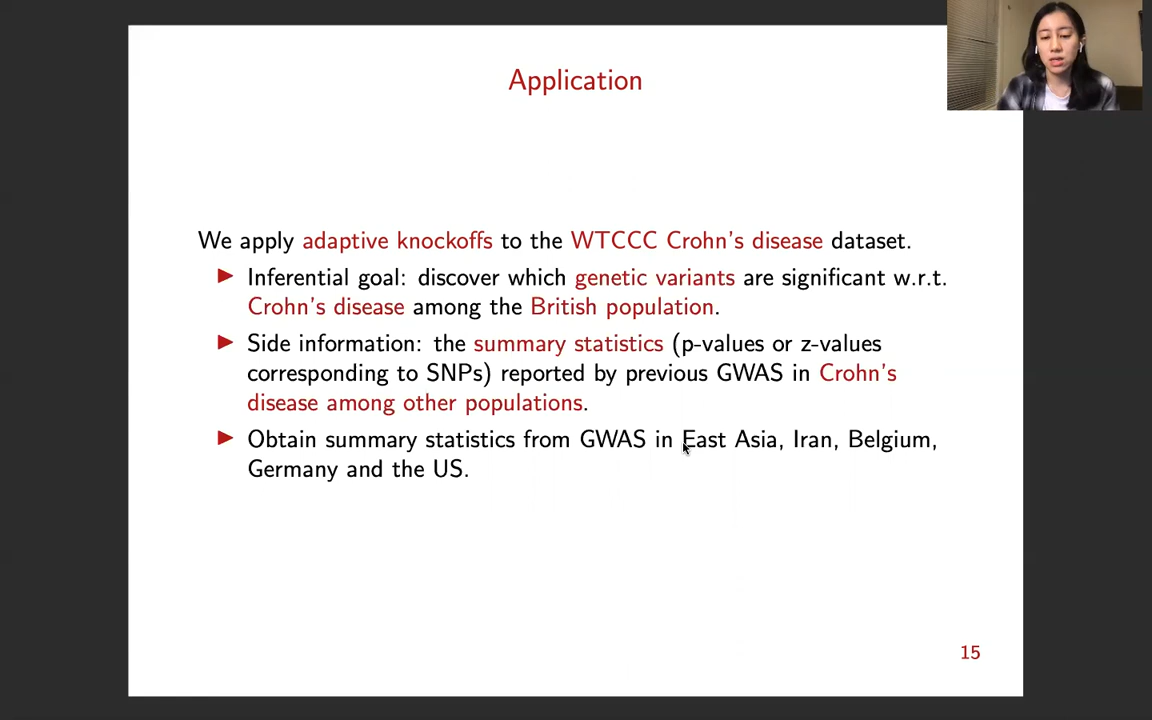 Application
We apply adaptive knockoffs to the WTCCC Crohn's disease dataset.
▶ Inferential goal: discover which genetic variants are significant w.r.t.
Crohn's disease among the British population.
▶ Side information: the summary statistics (p-values or z-values
corresponding to SNPs) reported by previous GWAS in Crohn's
disease among other populations.
▶ Obtain summary statistics from GWAS in East Asia, Iran, Belgium,
Germany and the US.
15